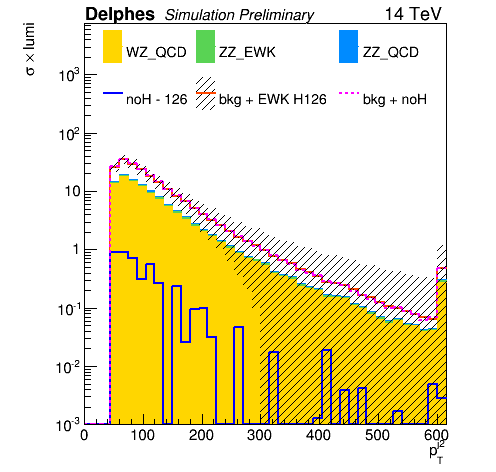 Delphes Simulation Preliminary 14 TeV
σ × lumi
WZ_QCD ZZ_EWK ZZ_QCD
noH - 126 bkg + EWK H126 bkg + noH
10³
10²
10
1
10⁻¹
10⁻²
10⁻³
0 100 200 300 400 500 600
p_T^{j2}